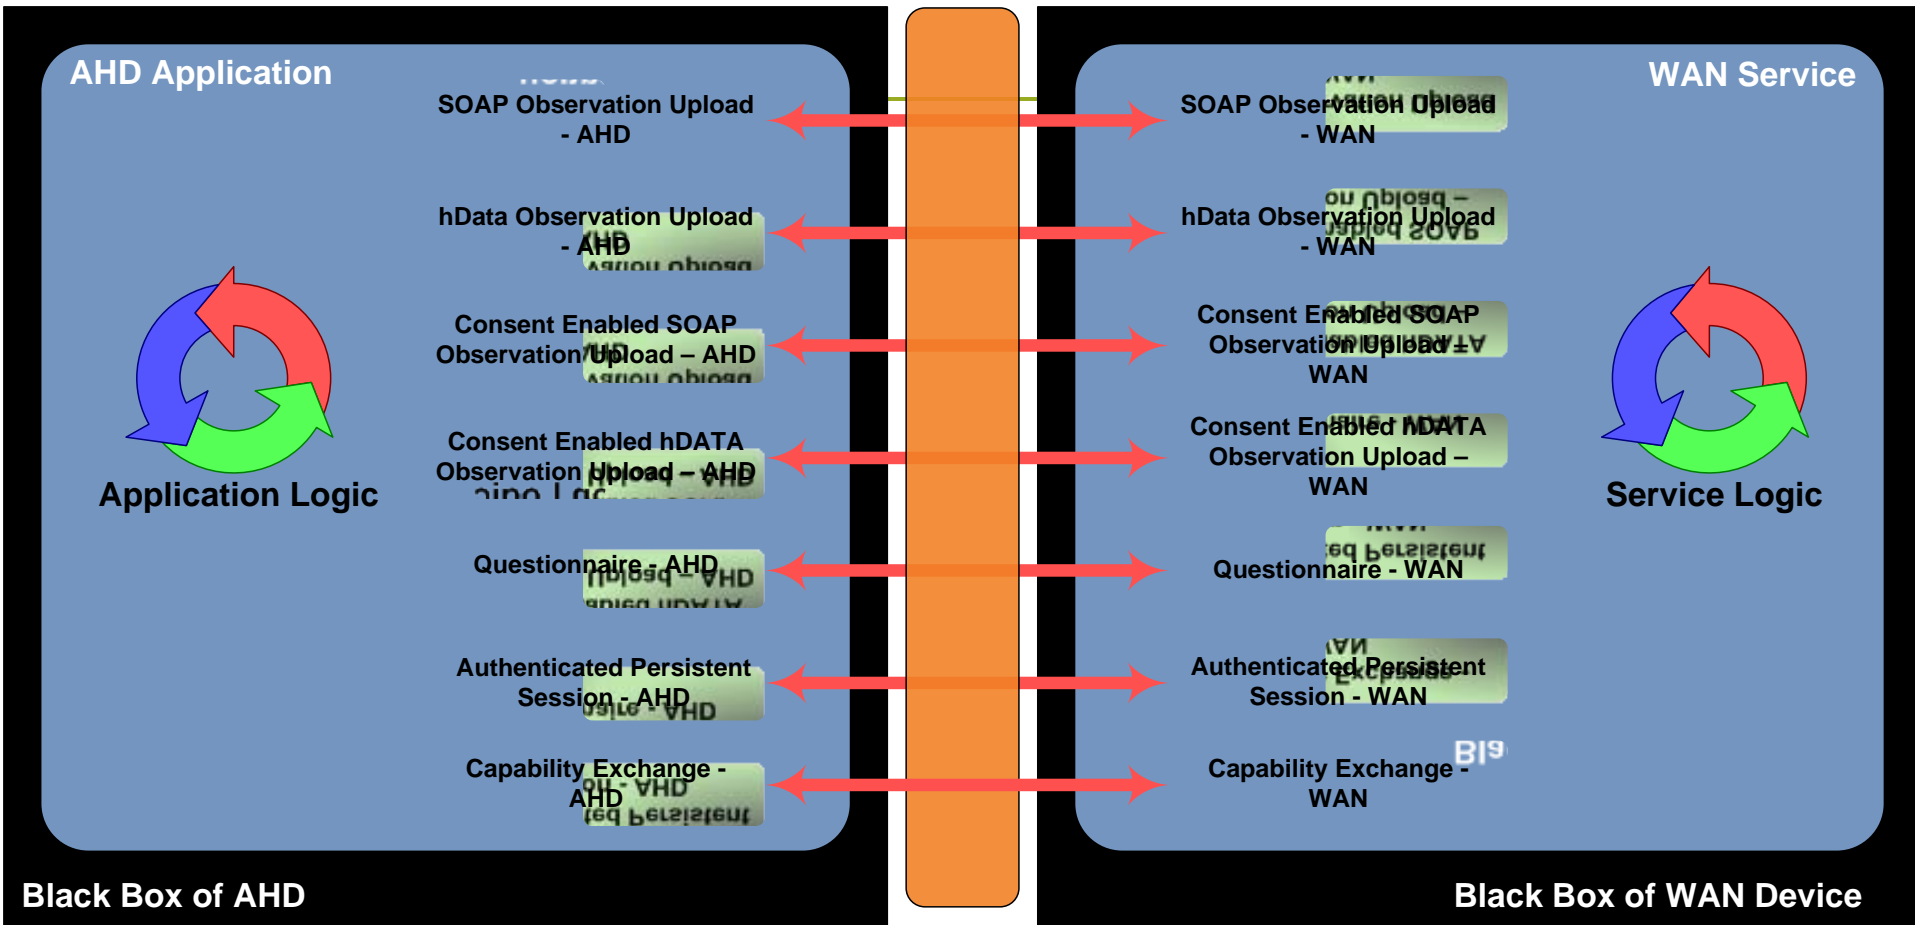 AHD Application
WAN Service
SOAP Observation Upload
- AHD
SOAP Observation Upload
- WAN
hData Observation Upload
- AHD
hData Observation Upload
- WAN
Consent Enabled SOAP
Observation Upload – AHD
Consent Enabled SOAP
Observation Upload –
WAN
Consent Enabled hDATA
Observation Upload – AHD
Consent Enabled hDATA
Observation Upload –
WAN
Application Logic
Service Logic
Questionnaire - AHD
Questionnaire - WAN
Authenticated Persistent
Session - AHD
Authenticated Persistent
Session - WAN
Capability Exchange -
AHD
Capability Exchange -
WAN
Black Box of AHD
Black Box of WAN Device